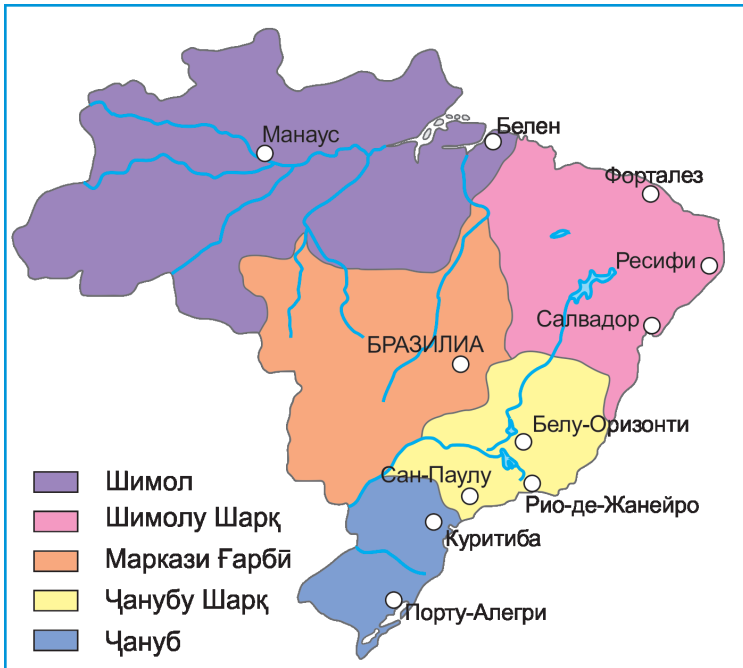 Манаус
Белен
Форталез
Ресифи
Салвадор
БРАЗИЛИА
Белу-Оризонти
Сан-Паулу
Рио-де-Жанейро
Куритиба
Порту-Алегри
Шимол
Шимолу Шарқ
Маркази Ғарбӣ
Ҷанубу Шарқ
Ҷануб